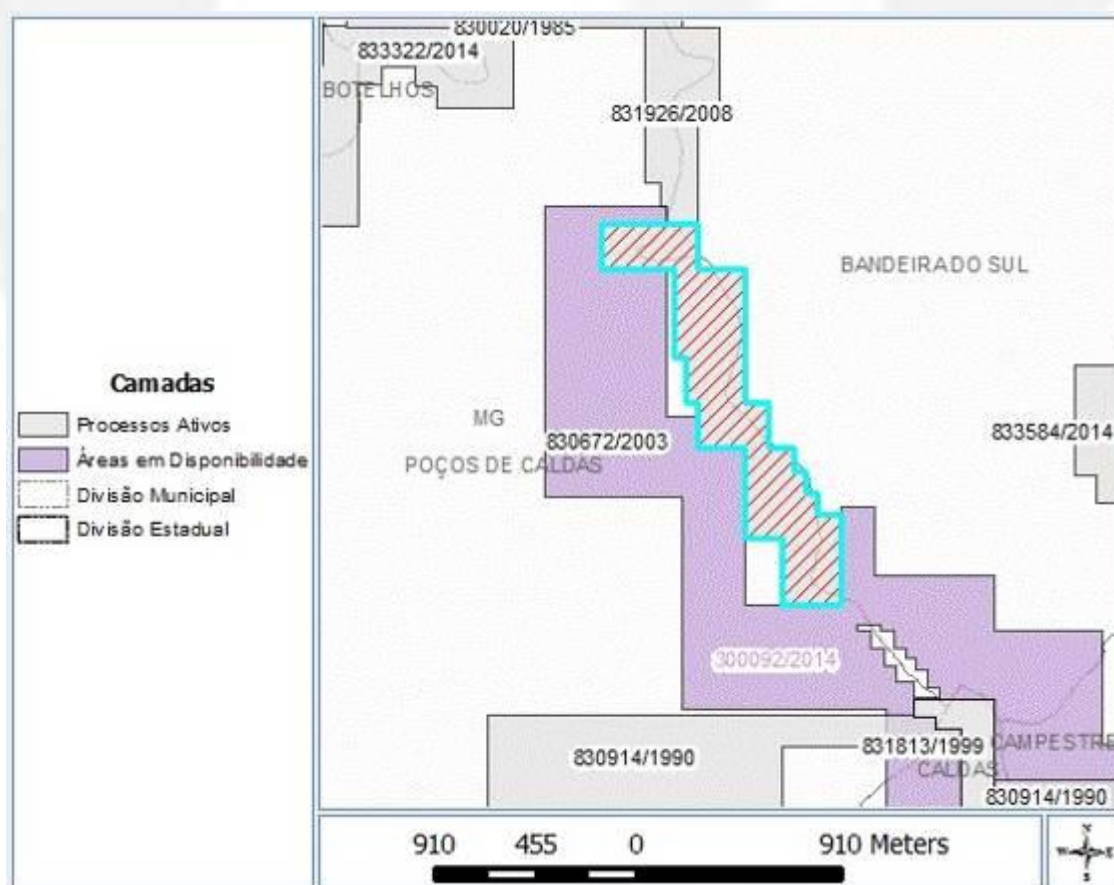 Camadas
Processos Ativos
Áreas em Disponibilidade
Divisão Municipal
Divisão Estadual
830020/1985
833322/2014
BOTELHOS
831926/2008
BANDEIRA DO SUL
MG
830672/2003
833584/2014
POÇOS DE CALDAS
300092/2014
830914/1990
831813/1999
CAMPESTRE
CALDAS
830914/1990
910 455 0 910 Meters
N
W E
S